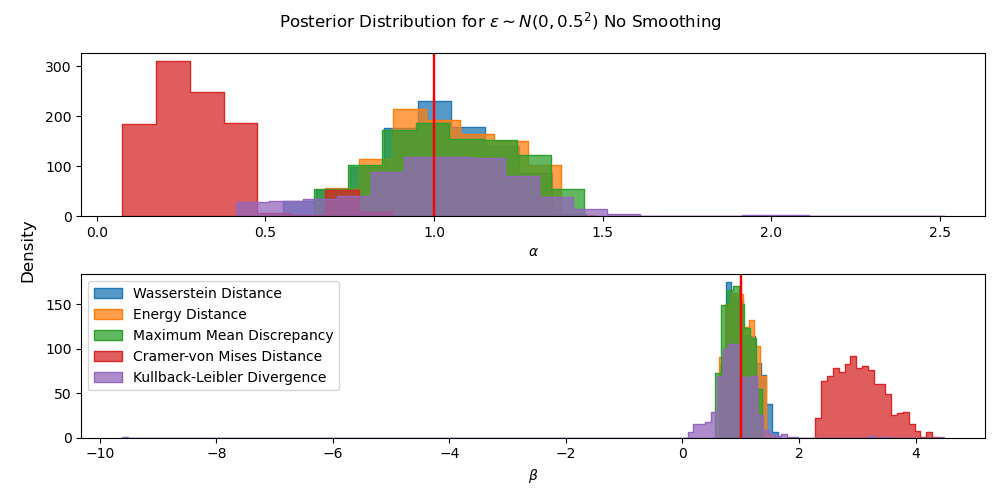 Posterior Distribution for ε ∼ N(0, 0.5²) No Smoothing
Density
300
200
100
0
0.0 0.5 1.0 1.5 2.0 2.5
α
150
100
50
0
Wasserstein Distance
Energy Distance
Maximum Mean Discrepancy
Cramer-von Mises Distance
Kullback-Leibler Divergence
−10 −8 −6 −4 −2 0 2 4
β